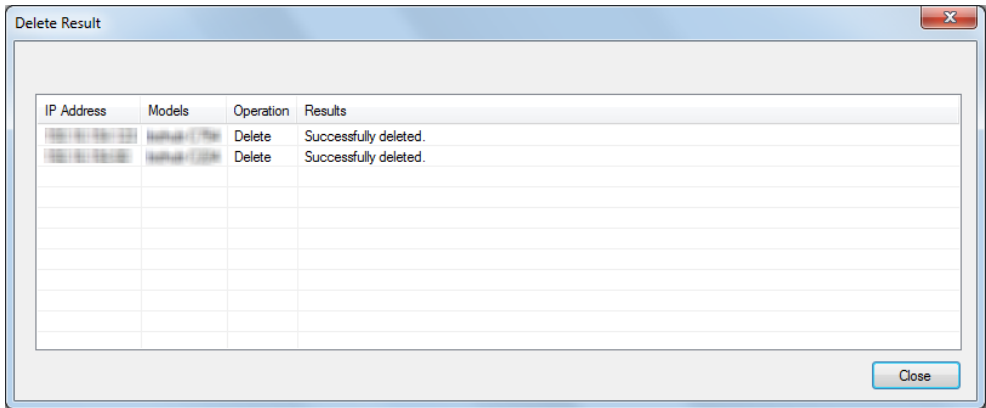 Delete Result
IP Address Models Operation Results
Delete Successfully deleted.
Delete Successfully deleted.
Close